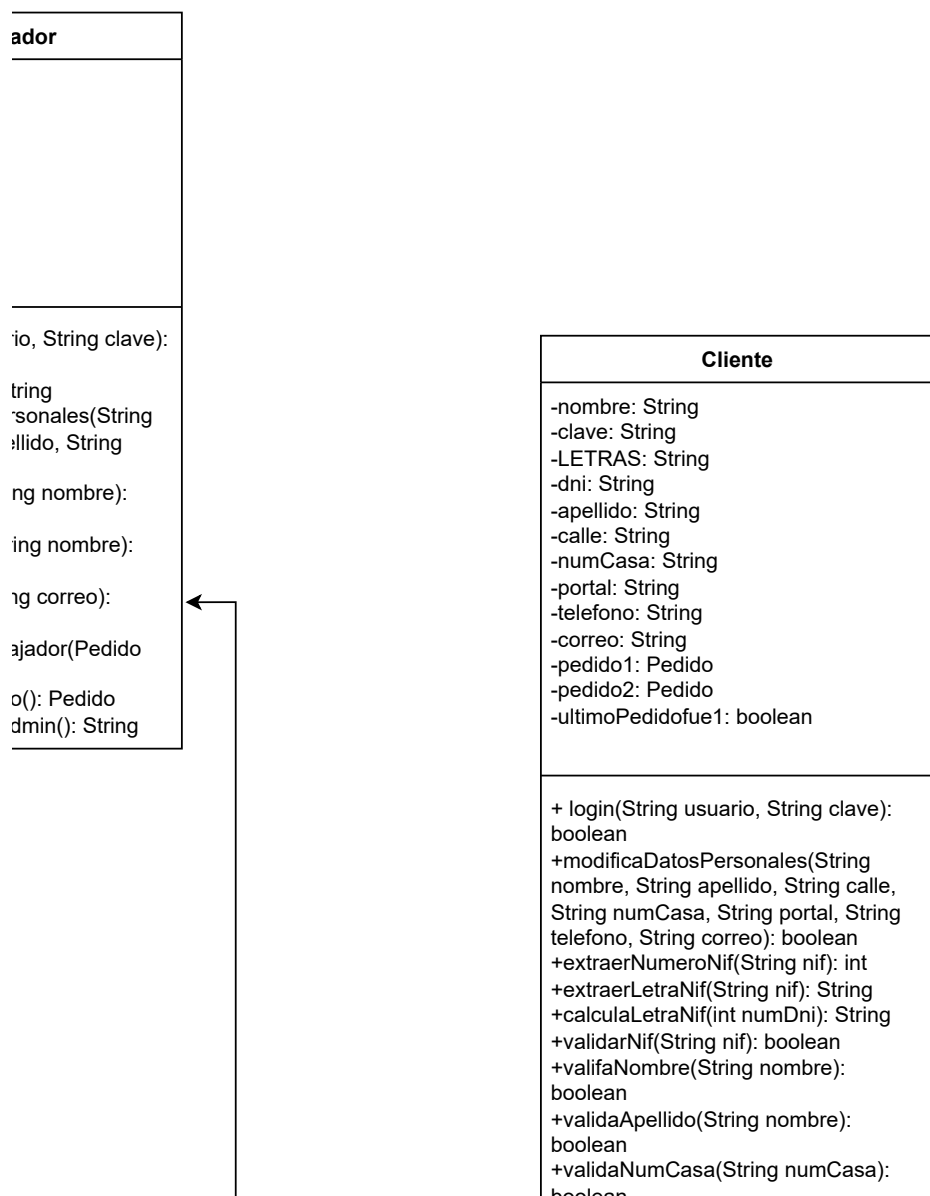 ador
io, String clave):
tring
rsonales(String
ellido, String
ng nombre):
ing nombre):
ng correo):
ajador(Pedido
o(): Pedido
dmin(): String
Cliente
-nombre: String
-clave: String
-LETRAS: String
-dni: String
-apellido: String
-calle: String
-numCasa: String
-portal: String
-telefono: String
-correo: String
-pedido1: Pedido
-pedido2: Pedido
-ultimoPedidofue1: boolean
+ login(String usuario, String clave):
boolean
+modificaDatosPersonales(String
nombre, String apellido, String calle,
String numCasa, String portal, String
telefono, String correo): boolean
+extraerNumeroNif(String nif): int
+extraerLetraNif(String nif): String
+calculaLetraNif(int numDni): String
+validarNif(String nif): boolean
+valifaNombre(String nombre):
boolean
+validaApellido(String nombre):
boolean
+validaNumCasa(String numCasa):
boolean